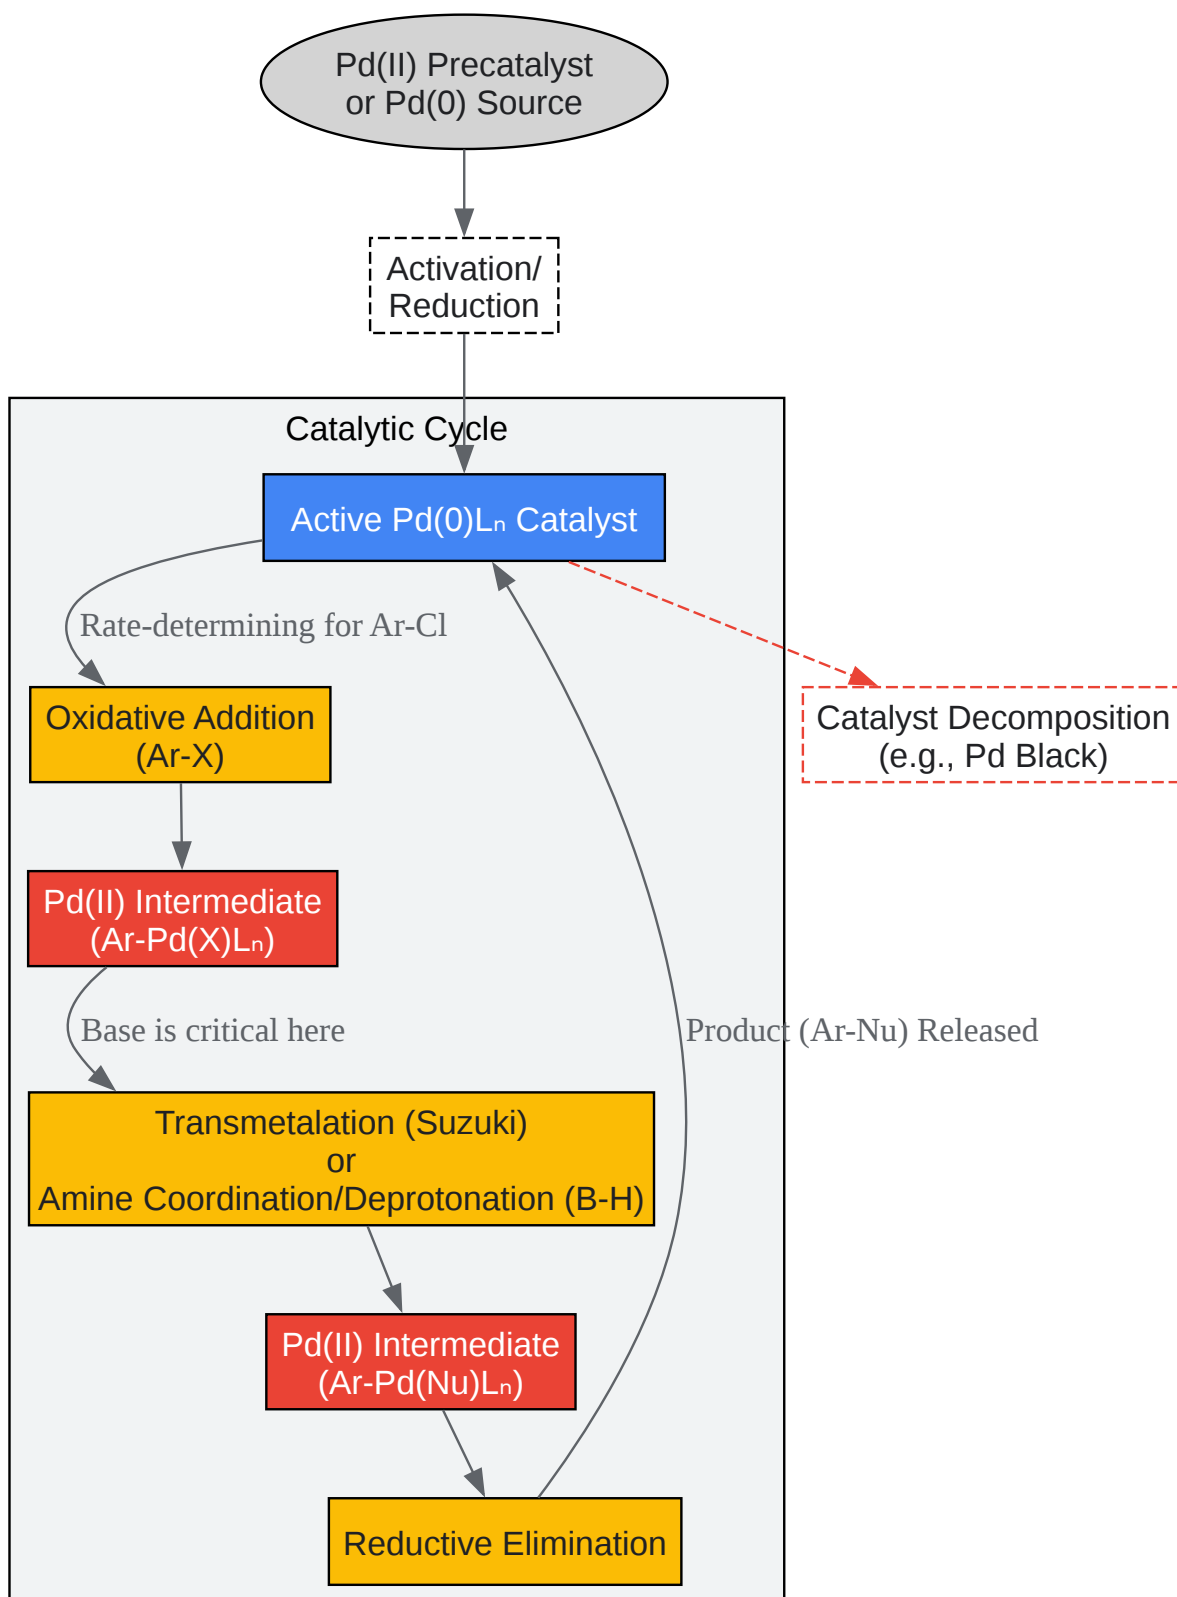 Pd(II) Precatalyst
or Pd(0) Source
Activation/
Reduction
Catalytic Cycle
Active Pd(0)Lₙ Catalyst
Rate-determining for Ar-Cl
Oxidative Addition
(Ar-X)
Catalyst Decomposition
(e.g., Pd Black)
Pd(II) Intermediate
(Ar-Pd(X)Lₙ)
Base is critical here
Product (Ar-Nu) Released
Transmetalation (Suzuki)
or
Amine Coordination/Deprotonation (B-H)
Pd(II) Intermediate
(Ar-Pd(Nu)Lₙ)
Reductive Elimination